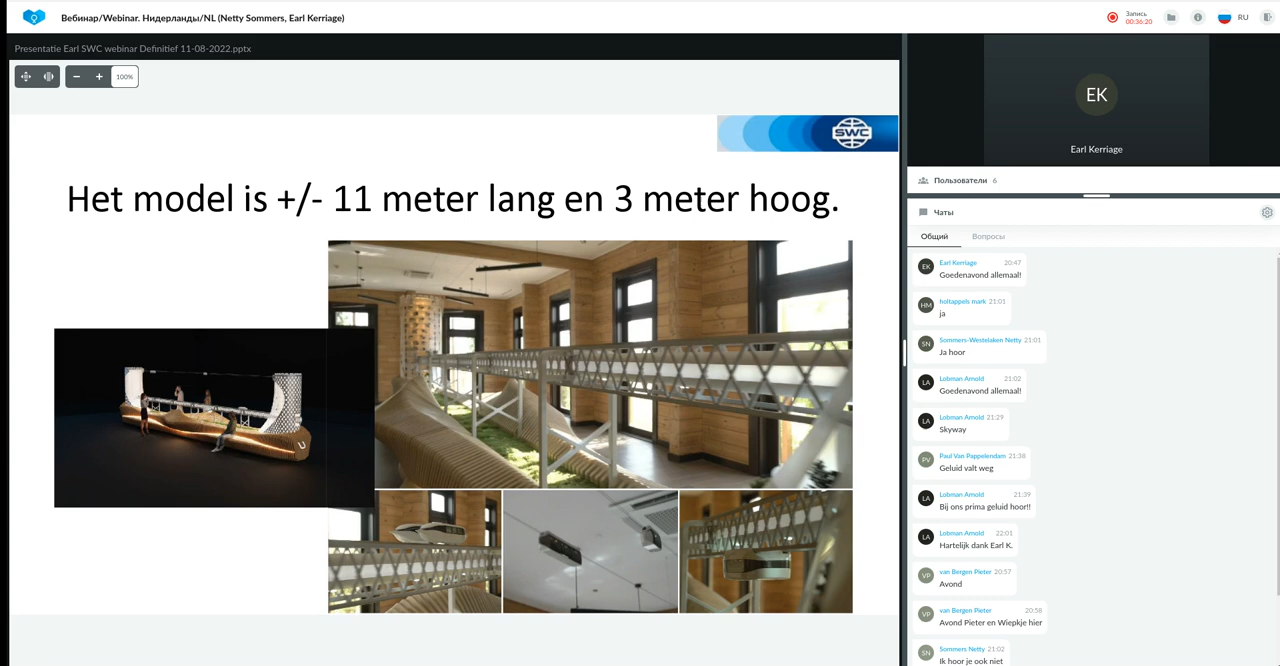 Вебинар/Webinar. Нидерланды/NL (Netty Sommers, Earl Kerriage)
Запись
00:36:20
RU
Presentatie Earl SWC webinar Definitief 11-08-2022.pptx
100%
SWC
Het model is +/- 11 meter lang en 3 meter hoog.
U
EK
Earl Kerriage
Пользователи 6
Чаты
Общий Вопросы
EK Earl Kerriage 20:47
Goedenavond allemaal!
HM holtappels mark 21:01
ja
SN Sommers-Westelaken Netty 21:01
Ja hoor
LA Lobman Arnold 21:02
Goedenavond allemaal!
LA Lobman Arnold 21:29
Skyway
PV Paul Van Pappelendam 21:38
Geluid valt weg
LA Lobman Arnold 21:39
Bij ons prima geluid hoor!!
LA Lobman Arnold 22:01
Hartelijk dank Earl K.
VP van Bergen Pieter 20:57
Avond
VP van Bergen Pieter 20:58
Avond Pieter en Wiepkje hier
SN Sommers Netty 21:02
Ik hoor je ook niet